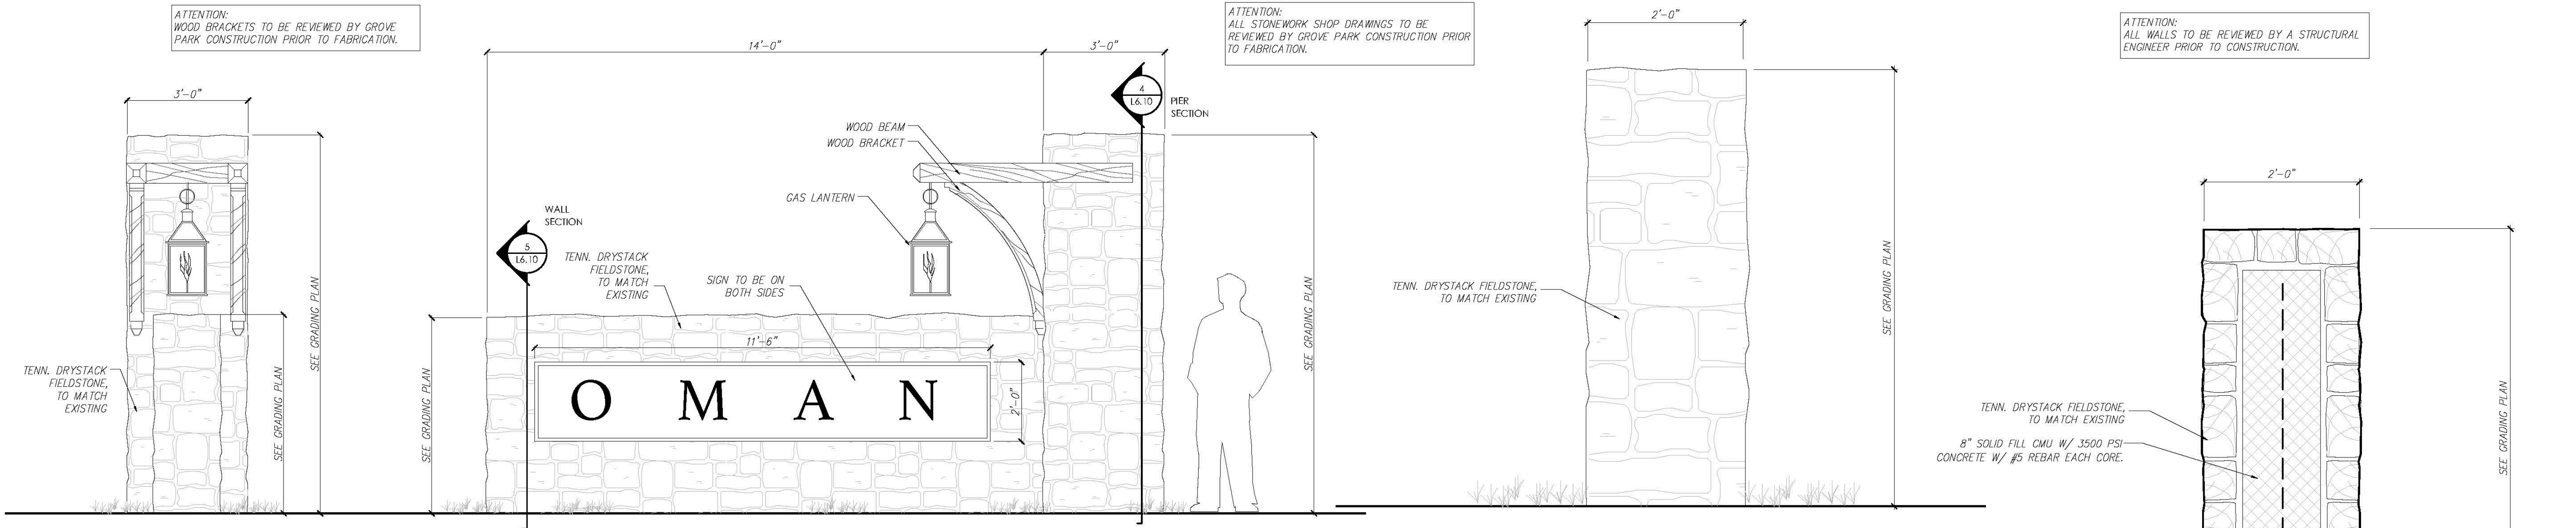 ATTENTION:
WOOD BRACKETS TO BE REVIEWED BY GROVE
PARK CONSTRUCTION PRIOR TO FABRICATION.
3'-0"
SEE GRADING PLAN
SEE GRADING PLAN
TENN. DRYSTACK
FIELDSTONE,
TO MATCH
EXISTING
14'-0"
3'-0"
4
L6.10
PIER
SECTION
WOOD BEAM
WOOD BRACKET
GAS LANTERN
WALL
SECTION
5
L6.10
TENN. DRYSTACK
FIELDSTONE,
TO MATCH
EXISTING
SIGN TO BE ON
BOTH SIDES
11'-6"
2'-0"
O M A N
SEE GRADING PLAN
SEE GRADING PLAN
ATTENTION:
ALL STONEWORK SHOP DRAWINGS TO BE
REVIEWED BY GROVE PARK CONSTRUCTION PRIOR
TO FABRICATION.
2'-0"
TENN. DRYSTACK FIELDSTONE,
TO MATCH EXISTING
SEE GRADING PLAN
ATTENTION:
ALL WALLS TO BE REVIEWED BY A STRUCTURAL
ENGINEER PRIOR TO CONSTRUCTION.
2'-0"
TENN. DRYSTACK FIELDSTONE,
TO MATCH EXISTING
8" SOLID FILL CMU W/ 3500 PSI
CONCRETE W/ #5 REBAR EACH CORE.
SEE GRADING PLAN